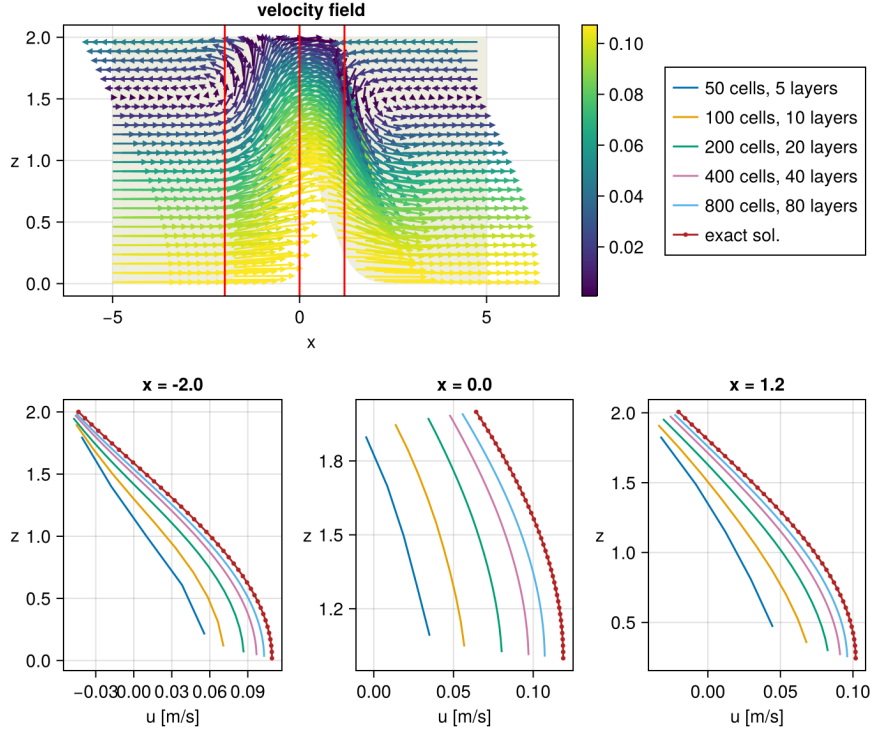 velocity field
2.0
1.5
z 1.0
0.5
0.0
−5 0 5
x
0.10
0.08
0.06
0.04
0.02
50 cells, 5 layers
100 cells, 10 layers
200 cells, 20 layers
400 cells, 40 layers
800 cells, 80 layers
exact sol.
x = -2.0
2.0
1.5
z 1.0
0.5
0.0
−0.03 0.00 0.03 0.06 0.09
u [m/s]
x = 0.0
1.8
z 1.5
1.2
0.00 0.05 0.10
u [m/s]
x = 1.2
2.0
1.5
z
1.0
0.5
0.00 0.05 0.10
u [m/s]